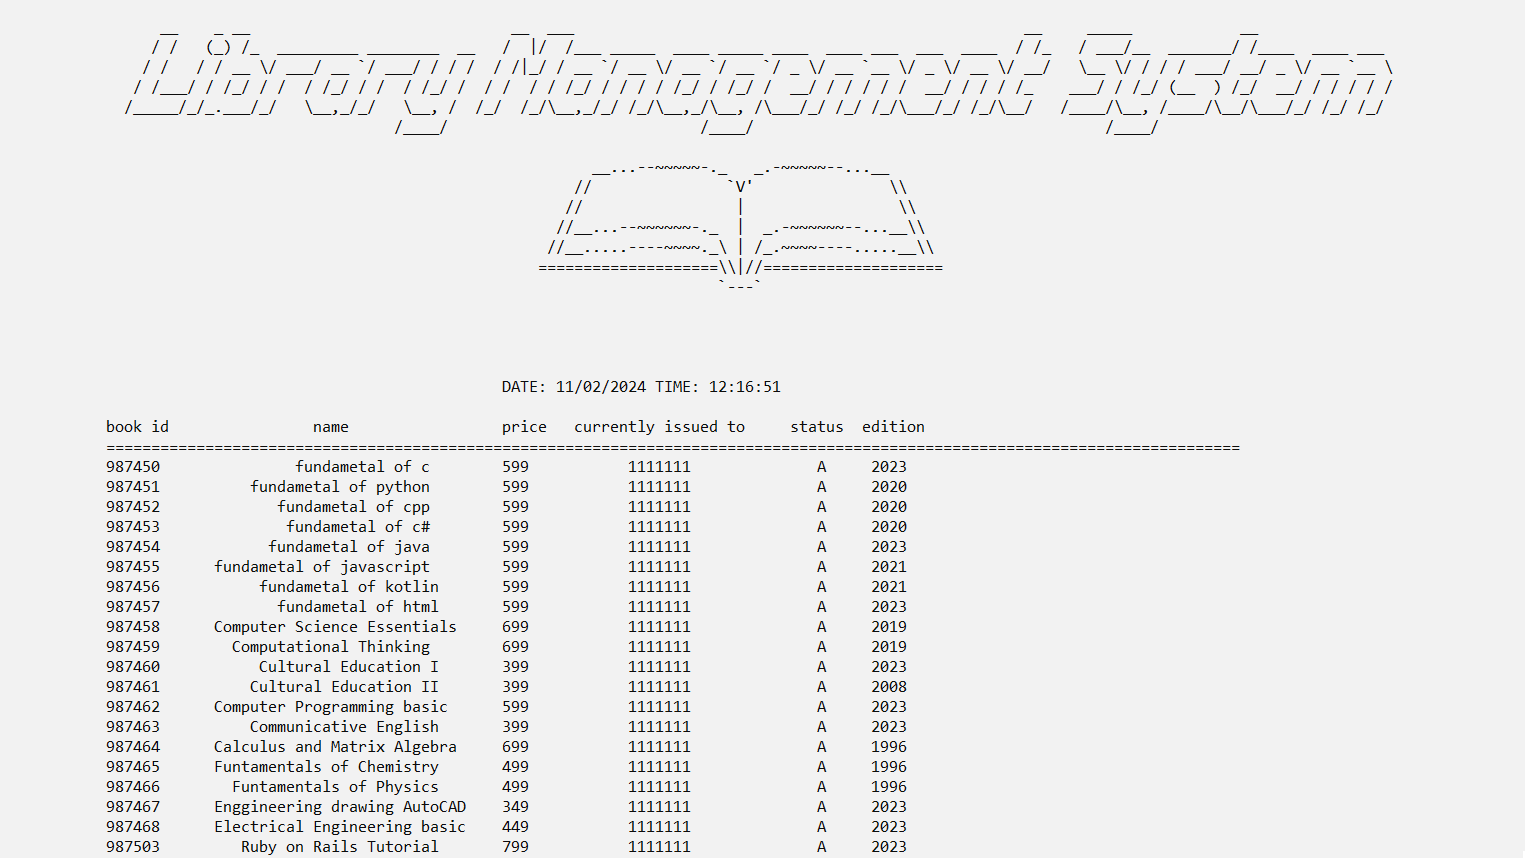 Library Management System
DATE: 11/02/2024 TIME: 12:16:51
book id name price currently issued to status edition
987450 fundametal of c 599 1111111 A 2023
987451 fundametal of python 599 1111111 A 2020
987452 fundametal of cpp 599 1111111 A 2020
987453 fundametal of c# 599 1111111 A 2020
987454 fundametal of java 599 1111111 A 2023
987455 fundametal of javascript 599 1111111 A 2021
987456 fundametal of kotlin 599 1111111 A 2021
987457 fundametal of html 599 1111111 A 2023
987458 Computer Science Essentials 699 1111111 A 2019
987459 Computational Thinking 699 1111111 A 2019
987460 Cultural Education I 399 1111111 A 2023
987461 Cultural Education II 399 1111111 A 2008
987462 Computer Programming basic 599 1111111 A 2023
987463 Communicative English 399 1111111 A 2023
987464 Calculus and Matrix Algebra 699 1111111 A 1996
987465 Funtamentals of Chemistry 499 1111111 A 1996
987466 Funtamentals of Physics 499 1111111 A 1996
987467 Enggineering drawing AutoCAD 349 1111111 A 2023
987468 Electrical Engineering basic 449 1111111 A 2023
987503 Ruby on Rails Tutorial 799 1111111 A 2023